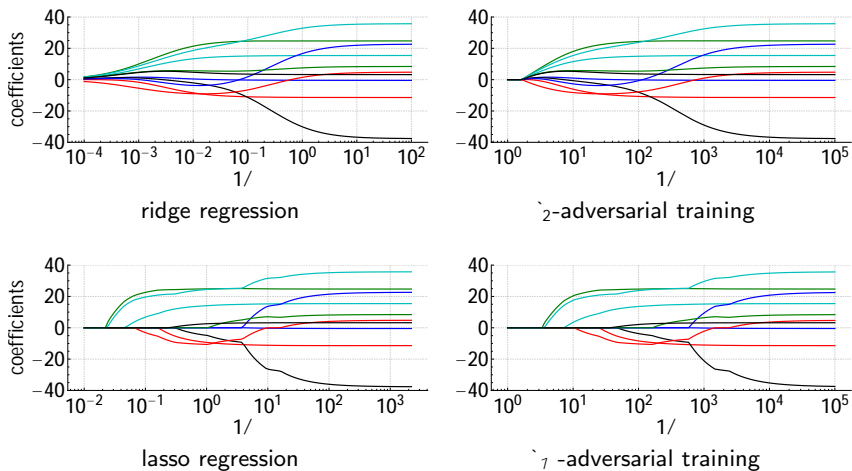 coefficients
40
20
0
−20
−40
10⁻⁴ 10⁻³ 10⁻² 10⁻¹ 10⁰ 10¹ 10²
1/
ridge regression
40
20
0
−20
−40
10⁰ 10¹ 10² 10³ 10⁴ 10⁵
1/
`₂-adversarial training
coefficients
40
20
0
−20
−40
10⁻² 10⁻¹ 10⁰ 10¹ 10² 10³
1/
lasso regression
40
20
0
−20
−40
10⁰ 10¹ 10² 10³ 10⁴ 10⁵
1/
-adversarial training